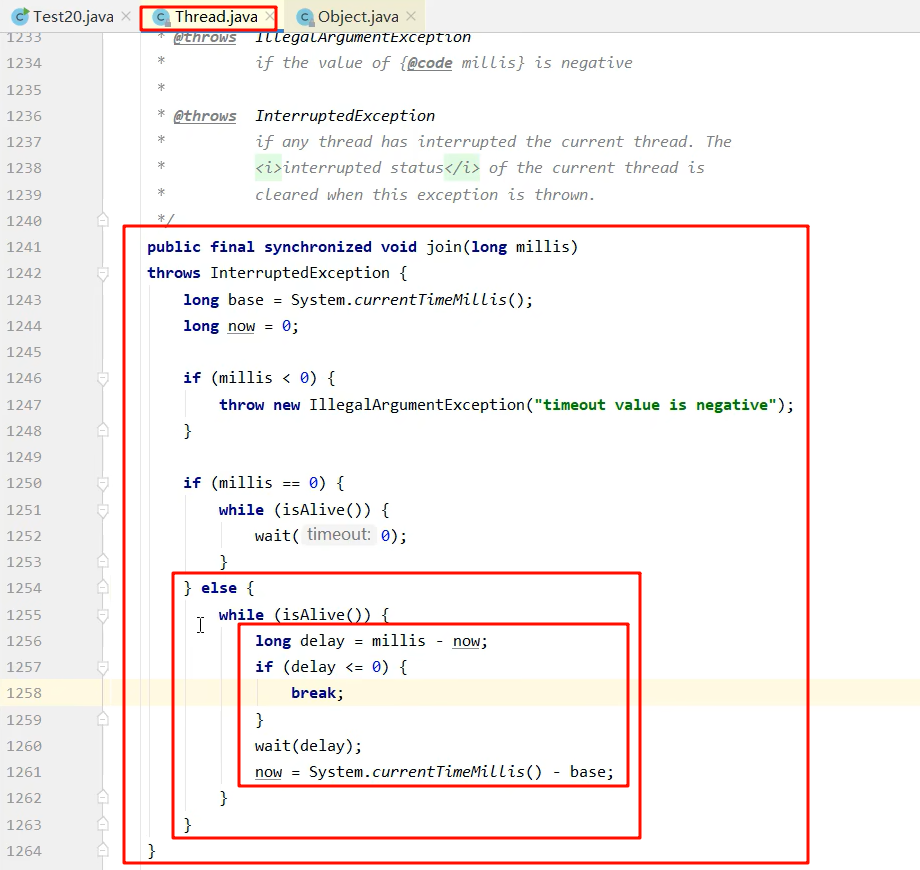 Test20.java Thread.java Object.java
1233 * @throws IllegalArgumentException
1234 * if the value of {@code millis} is negative
1235 *
1236 * @throws InterruptedException
1237 * if any thread has interrupted the current thread. The
1238 * <i>interrupted status</i> of the current thread is
1239 * cleared when this exception is thrown.
1240 */
1241 public final synchronized void join(long millis)
1242 throws InterruptedException {
1243 long base = System.currentTimeMillis();
1244 long now = 0;
1245
1246 if (millis < 0) {
1247 throw new IllegalArgumentException("timeout value is negative");
1248 }
1249
1250 if (millis == 0) {
1251 while (isAlive()) {
1252 wait( timeout: 0);
1253 }
1254 } else {
1255 while (isAlive()) {
1256 long delay = millis - now;
1257 if (delay <= 0) {
1258 break;
1259 }
1260 wait(delay);
1261 now = System.currentTimeMillis() - base;
1262 }
1263 }
1264 }